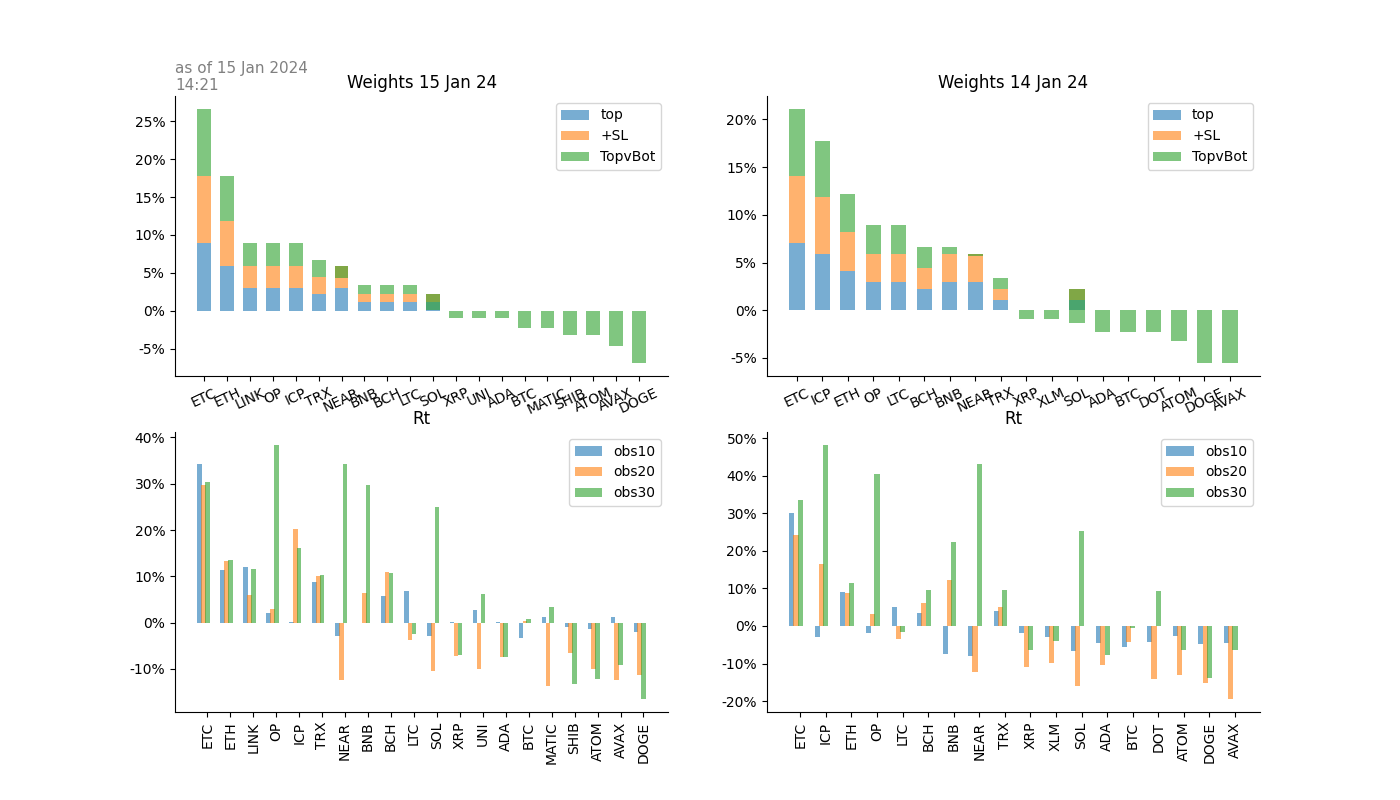 as of 15 Jan 2024
14:21
Weights 15 Jan 24
top
+SL
TopvBot
25%
20%
15%
10%
5%
0%
-5%
ETC ETH LINK OP ICP TRX NEAR BNB BCH LTC SOL XRP UNI ADA BTC MATIC SHIB ATOM AVAX DOGE
Weights 14 Jan 24
top
+SL
TopvBot
20%
15%
10%
5%
0%
-5%
ETC ICP ETH OP LTC BCH BNB NEAR TRX XRP XLM SOL ADA BTC DOT ATOM DOGE AVAX
Rt
obs10
obs20
obs30
40%
30%
20%
10%
0%
-10%
ETC ETH LINK OP ICP TRX NEAR BNB BCH LTC SOL XRP UNI ADA BTC MATIC SHIB ATOM AVAX DOGE
Rt
obs10
obs20
obs30
50%
40%
30%
20%
10%
0%
-10%
-20%
ETC ICP ETH OP LTC BCH BNB NEAR TRX XRP XLM SOL ADA BTC DOT ATOM DOGE AVAX